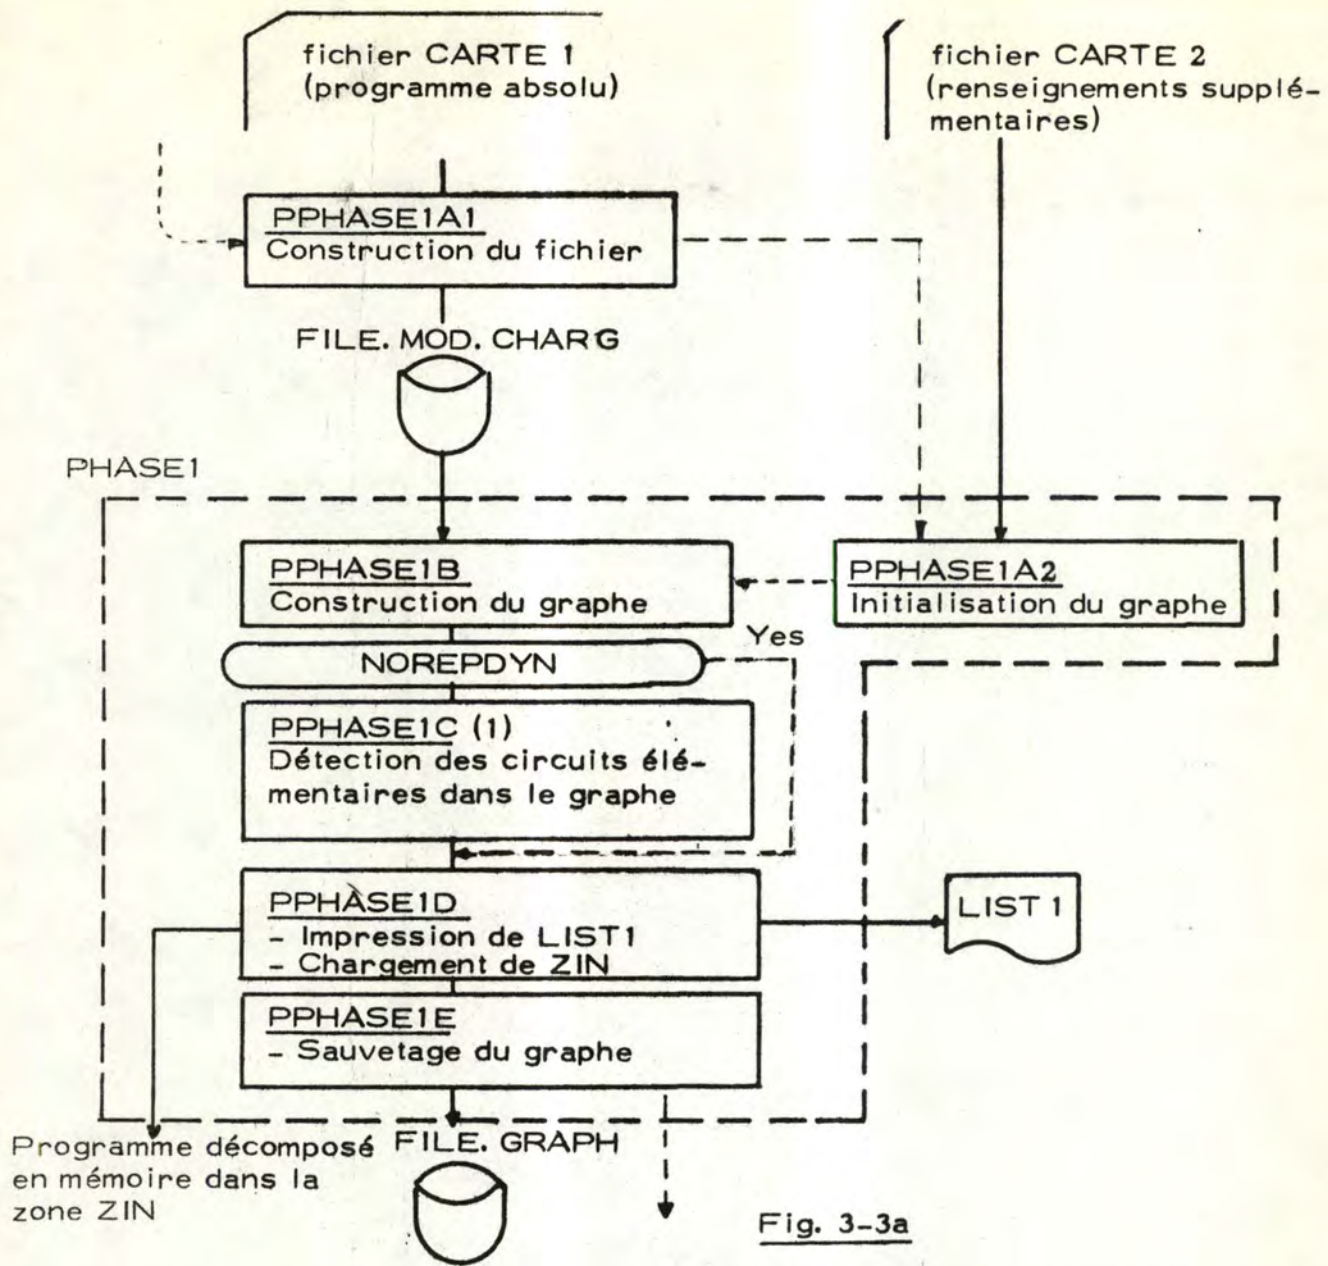 fichier CARTE 1
(programme absolu)
fichier CARTE 2
(renseignements supplé-
mentaires)
PPHASE1A1
Construction du fichier
FILE. MOD. CHARG
PHASE1
PPHASE1B
Construction du graphe
PPHASE1A2
Initialisation du graphe
Yes
NOREPDYN
PPHASE1C (1)
Détection des circuits élé-
mentaires dans le graphe
PPHASE1D
- Impression de LIST1
- Chargement de ZIN
LIST 1
PPHASE1E
- Sauvetage du graphe
Programme décomposé
en mémoire dans la
zone ZIN
FILE. GRAPH
Fig. 3-3a